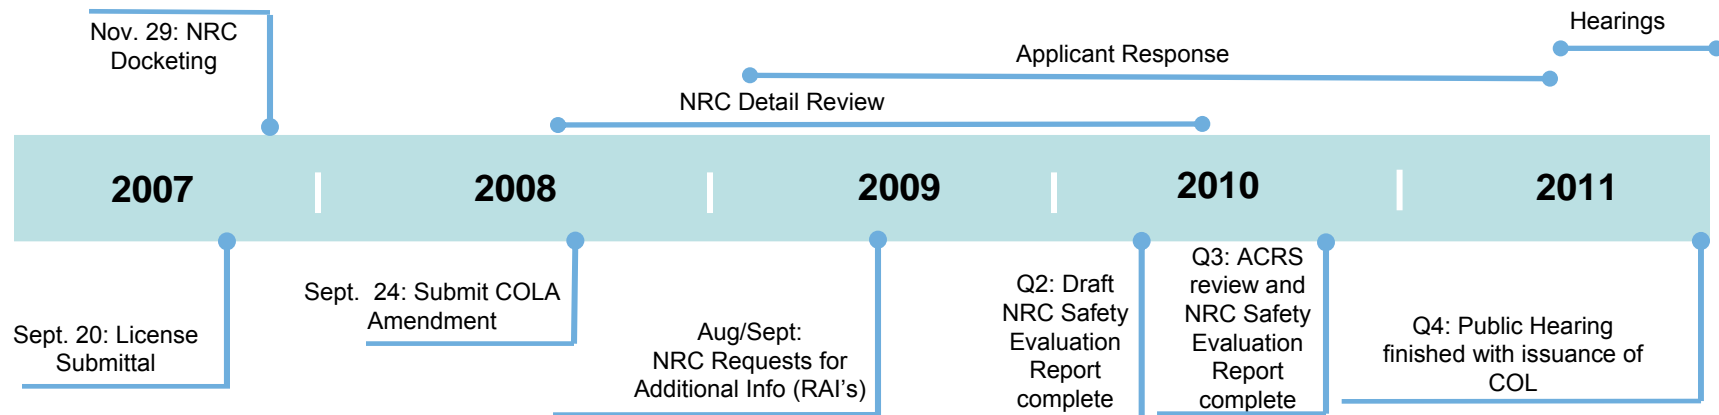 Nov. 29: NRC
Docketing
Hearings
Applicant Response
NRC Detail Review
2007
2008
2009
2010
2011
Sept. 20: License
Submittal
Sept. 24: Submit COLA
Amendment
Aug/Sept:
NRC Requests for
Additional Info (RAI’s)
Q2: Draft
NRC Safety
Evaluation
Report
complete
Q3: ACRS
review and
NRC Safety
Evaluation
Report
complete
Q4: Public Hearing
finished with issuance of
COL